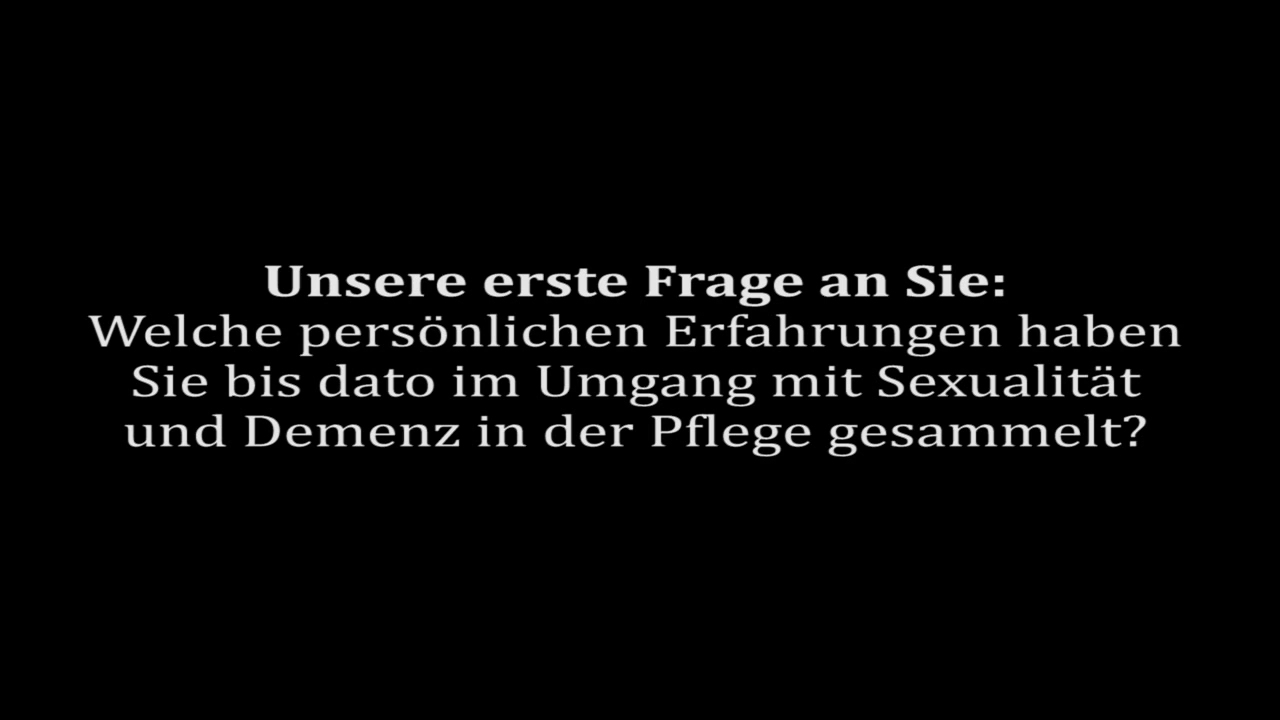 Unsere erste Frage an Sie:
Welche persönlichen Erfahrungen haben
Sie bis dato im Umgang mit Sexualität
und Demenz in der Pflege gesammelt?